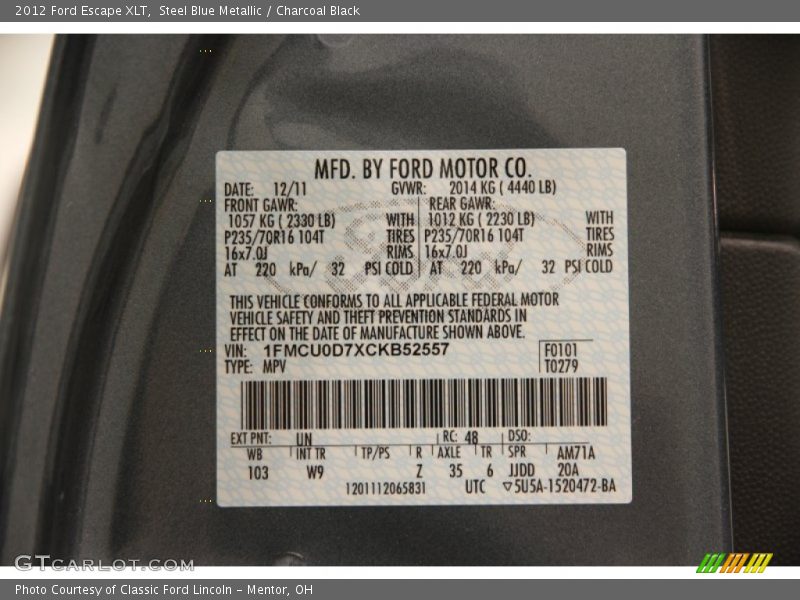 2012 Ford Escape XLT, Steel Blue Metallic / Charcoal Black
MFD. BY FORD MOTOR CO.
DATE: 12/11 GVWR: 2014 KG ( 4440 LB)
FRONT GAWR: REAR GAWR:
1057 KG ( 2330 LB) WITH 1012 KG ( 2230 LB) WITH
P235/70R16 104T TIRES P235/70R16 104T TIRES
16x7.0J RIMS 16x7.0J RIMS
AT 220 kPa/ 32 PSI COLD AT 220 kPa/ 32 PSI COLD
THIS VEHICLE CONFORMS TO ALL APPLICABLE FEDERAL MOTOR
VEHICLE SAFETY AND THEFT PREVENTION STANDARDS IN
EFFECT ON THE DATE OF MANUFACTURE SHOWN ABOVE.
VIN: 1FMCU0D7XCKB52557 F0101
TYPE: MPV T0279
EXT PNT: UN RC: 48 DSO:
WB INT TR TP/PS R AXLE TR SPR AM71A
103 W9 Z 35 6 JJDD 20A
1201112065831 UTC ▽5U5A-1520472-BA
GTCARLOT.COM
Photo Courtesy of Classic Ford Lincoln - Mentor, OH